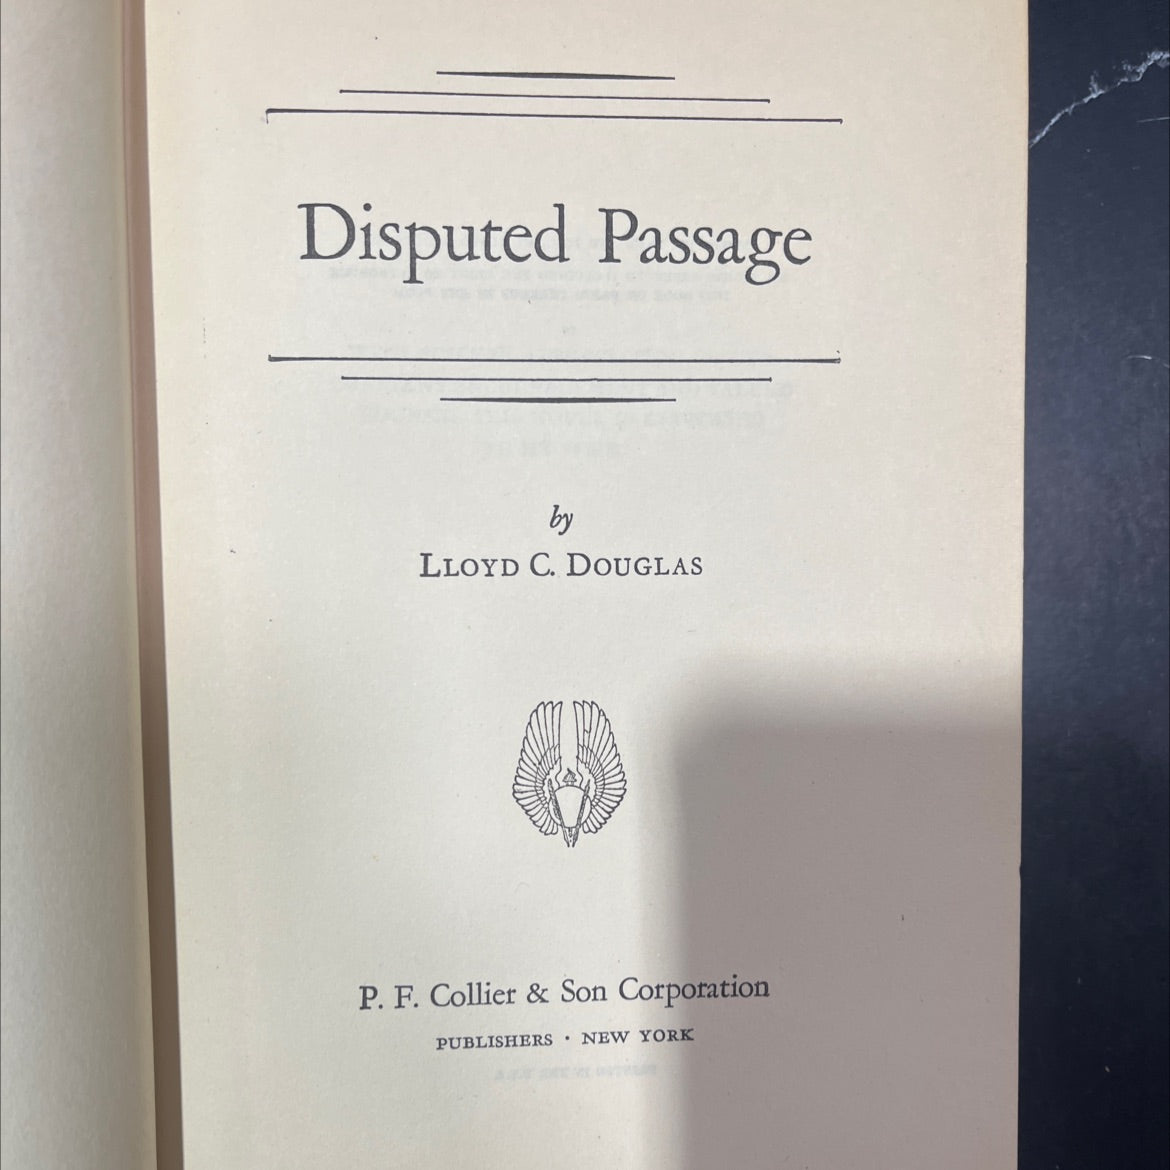 Disputed Passage
by
LLOYD C. DOUGLAS
P. F. Collier & Son Corporation
PUBLISHERS · NEW YORK